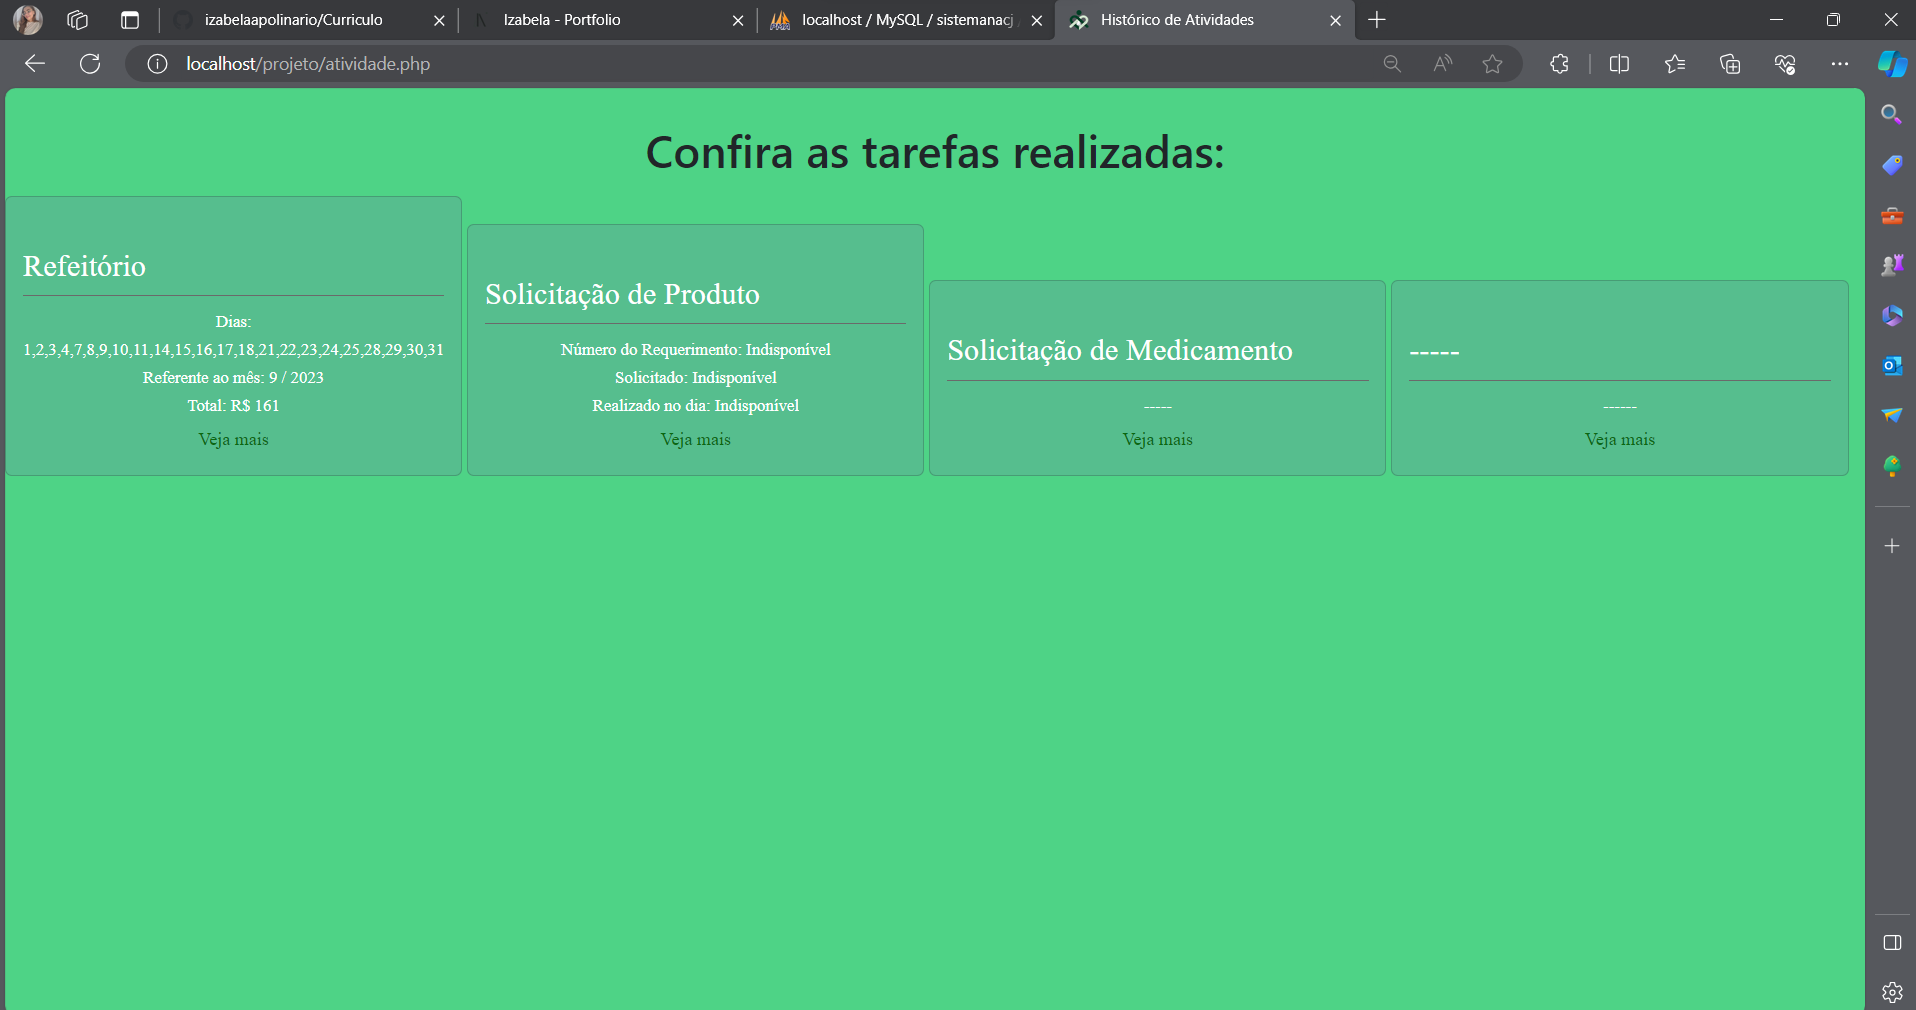 izabelaapolinario/Curriculo
Izabela - Portfolio
localhost / MySQL / sistemanacj
Histórico de Atividades
localhost/projeto/atividade.php
Confira as tarefas realizadas:
Refeitório
Dias:
1,2,3,4,7,8,9,10,11,14,15,16,17,18,21,22,23,24,25,28,29,30,31
Referente ao mês: 9 / 2023
Total: R$ 161
Veja mais
Solicitação de Produto
Número do Requerimento: Indisponível
Solicitado: Indisponível
Realizado no dia: Indisponível
Veja mais
Solicitação de Medicamento
-----
Veja mais
-----
------
Veja mais